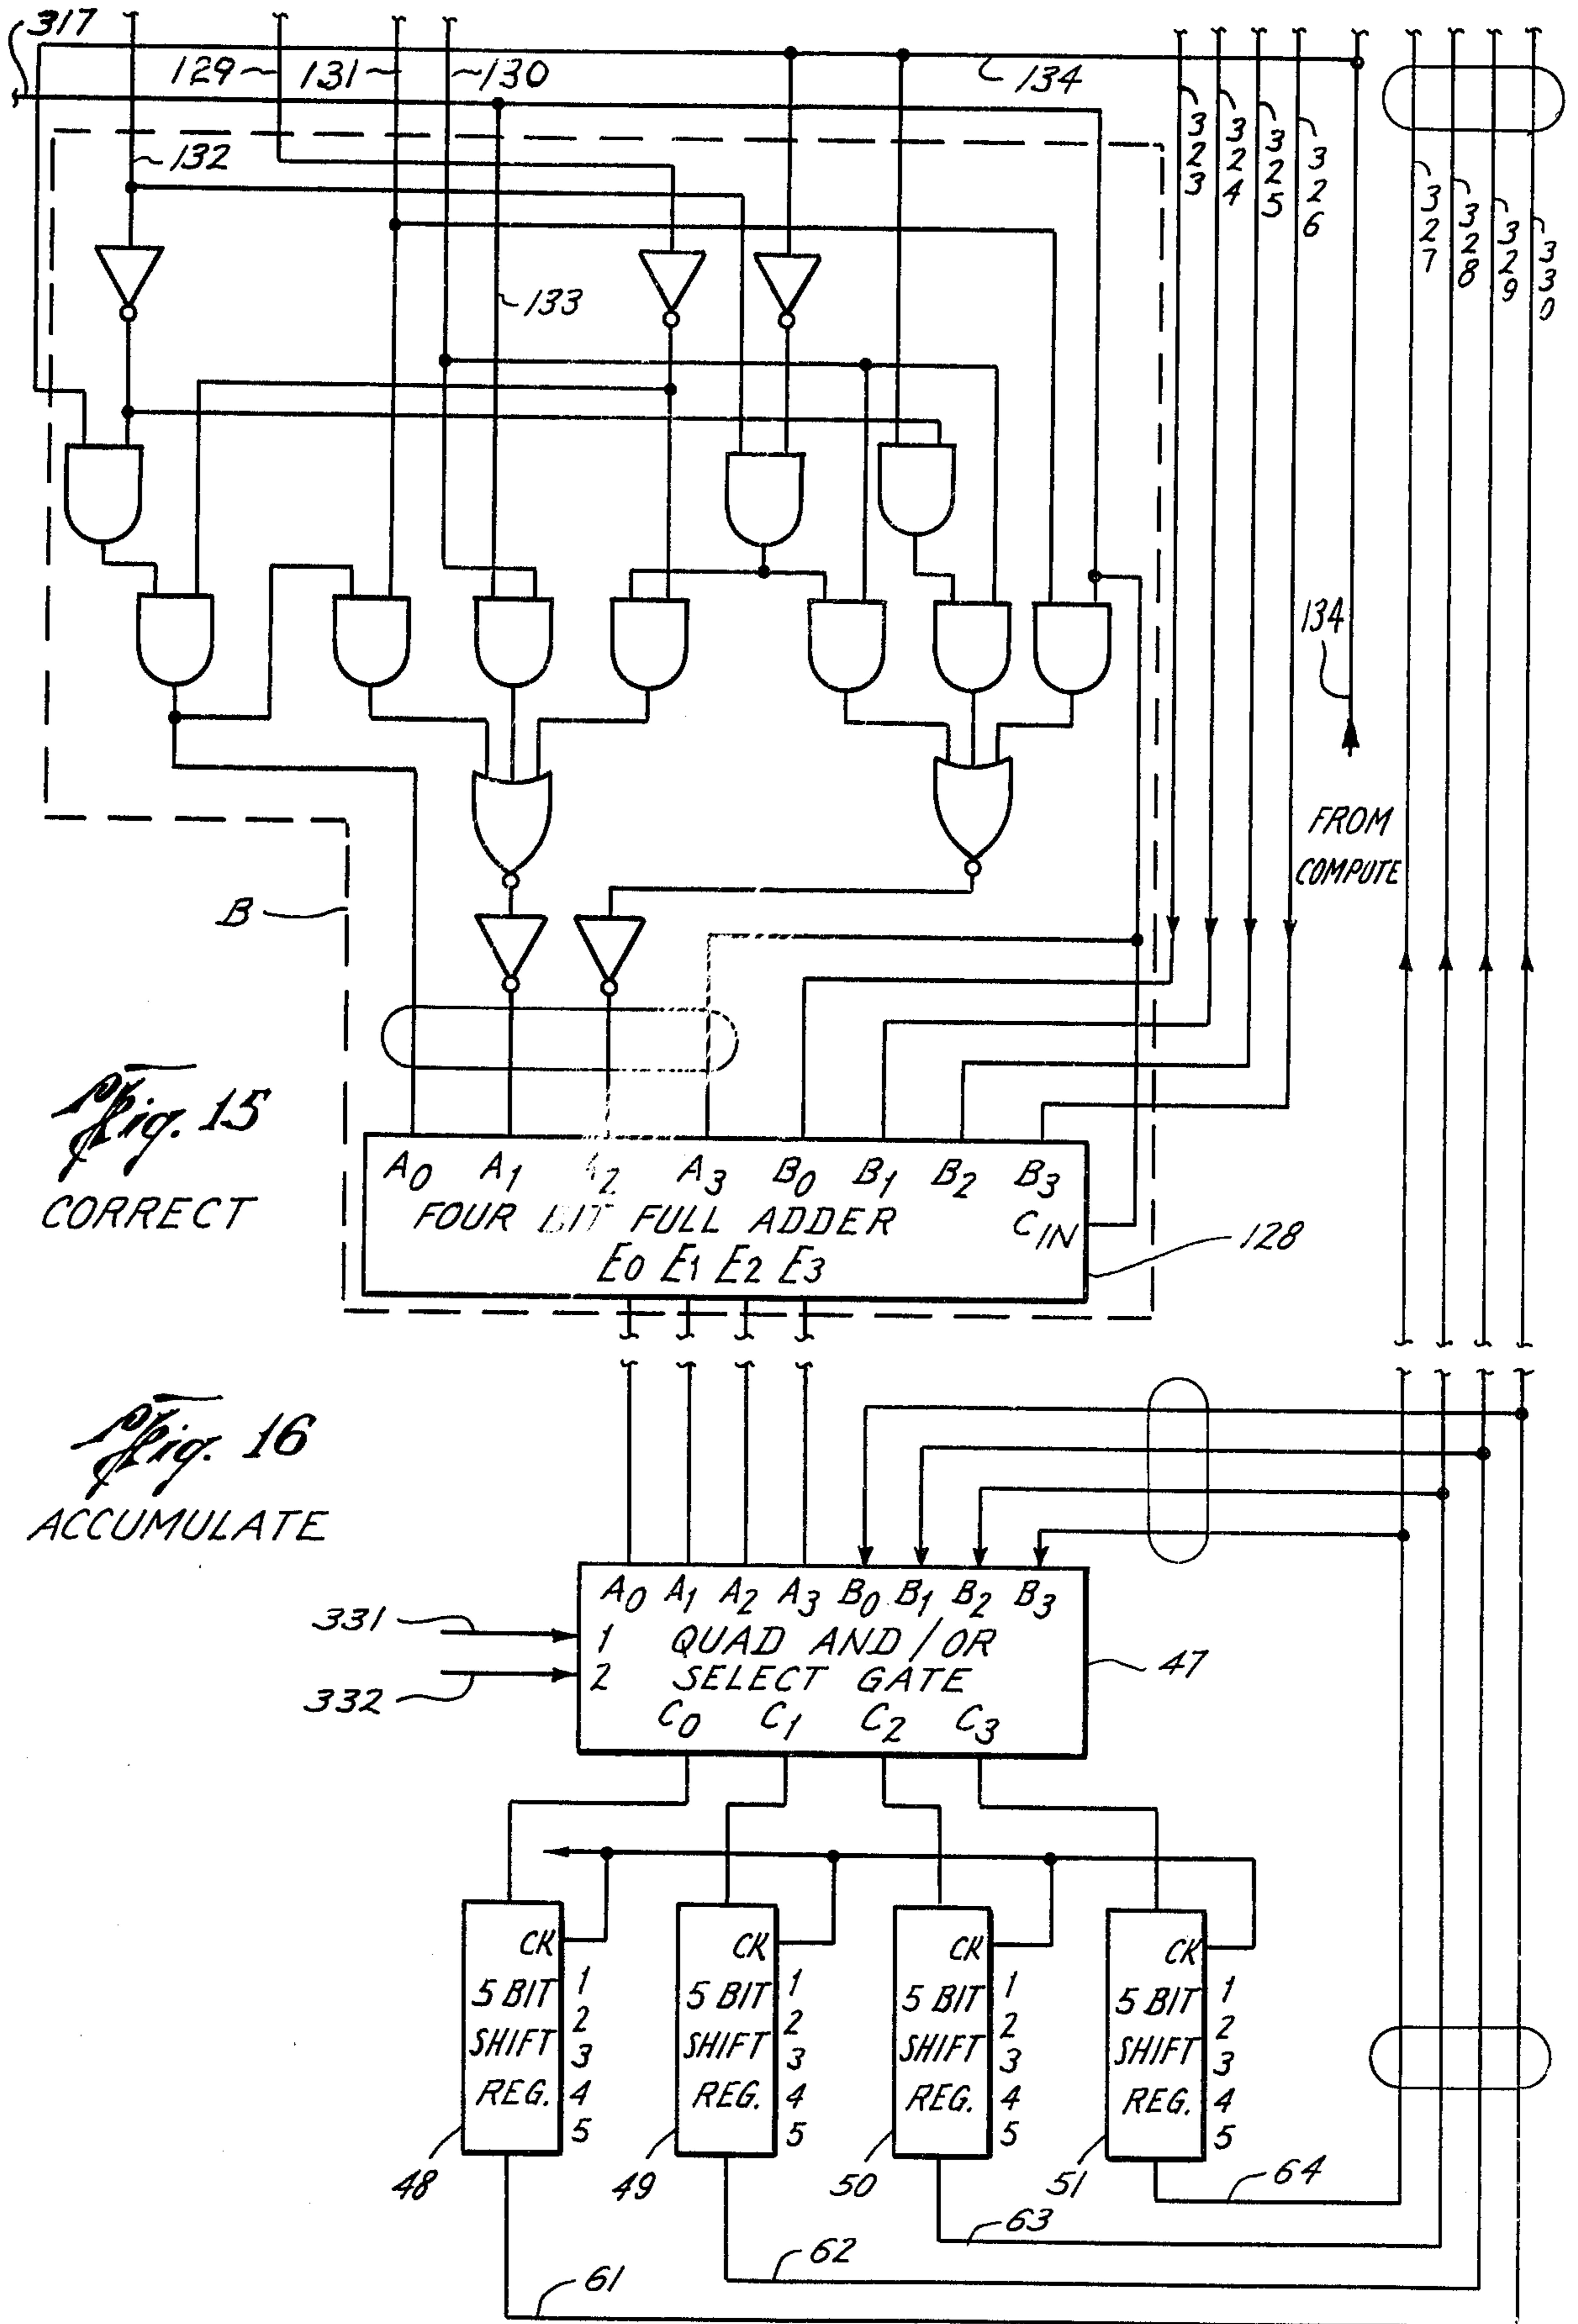 317
129
131
130
134
132
133
323
324
325
326
327
328
329
330
134
FROM
COMPUTE
B
Fig. 15
CORRECT
A0 A1 A2 A3 B0 B1 B2 B3
FOUR BIT FULL ADDER
CIN
E0 E1 E2 E3
128
Fig. 16
ACCUMULATE
A0 A1 A2 A3 B0 B1 B2 B3
331
1 QUAD AND/OR
332
2 SELECT GATE
47
C0 C1 C2 C3
CK
5 BIT
SHIFT
REG.
1
2
3
4
5
48
CK
5 BIT
SHIFT
REG.
1
2
3
4
5
49
CK
5 BIT
SHIFT
REG.
1
2
3
4
5
50
CK
5 BIT
SHIFT
REG.
1
2
3
4
5
51
64
63
62
61